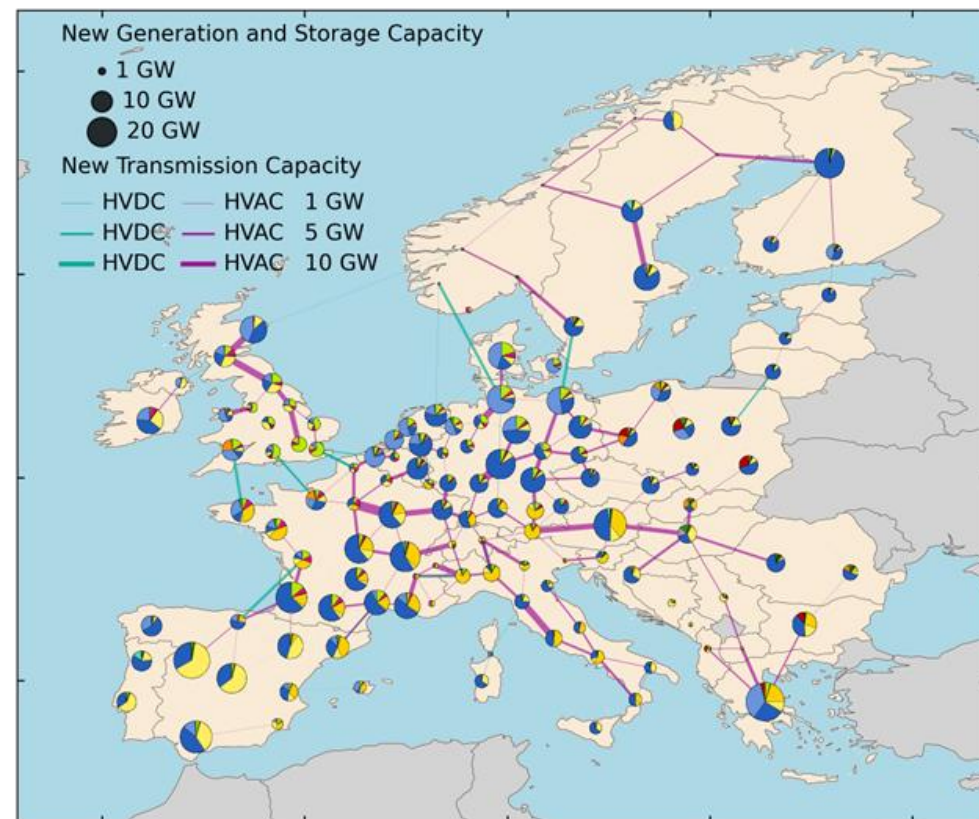 New Generation and Storage Capacity
1 GW
10 GW
20 GW
New Transmission Capacity
HVDC HVAC 1 GW
HVDC HVAC 5 GW
HVDC HVAC 10 GW